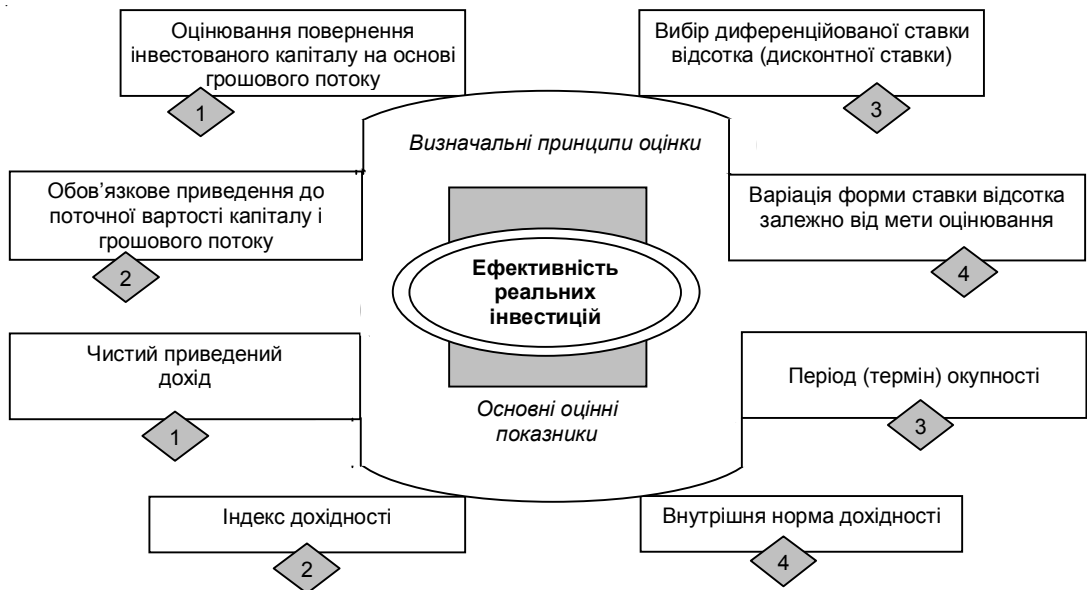 Оцінювання повернення
інвестованого капіталу на основі
грошового потоку
1
Вибір диференційованої ставки
відсотка (дисконтної ставки)
3
Визначальні принципи оцінки
Обов’язкове приведення до
поточної вартості капіталу і
грошового потоку
2
Варіація форми ставки відсотка
залежно від мети оцінювання
4
Ефективність
реальних
інвестицій
Чистий приведений
дохід
1
Період (термін) окупності
3
Основні оцінні
показники
Індекс дохідності
2
Внутрішня норма дохідності
4